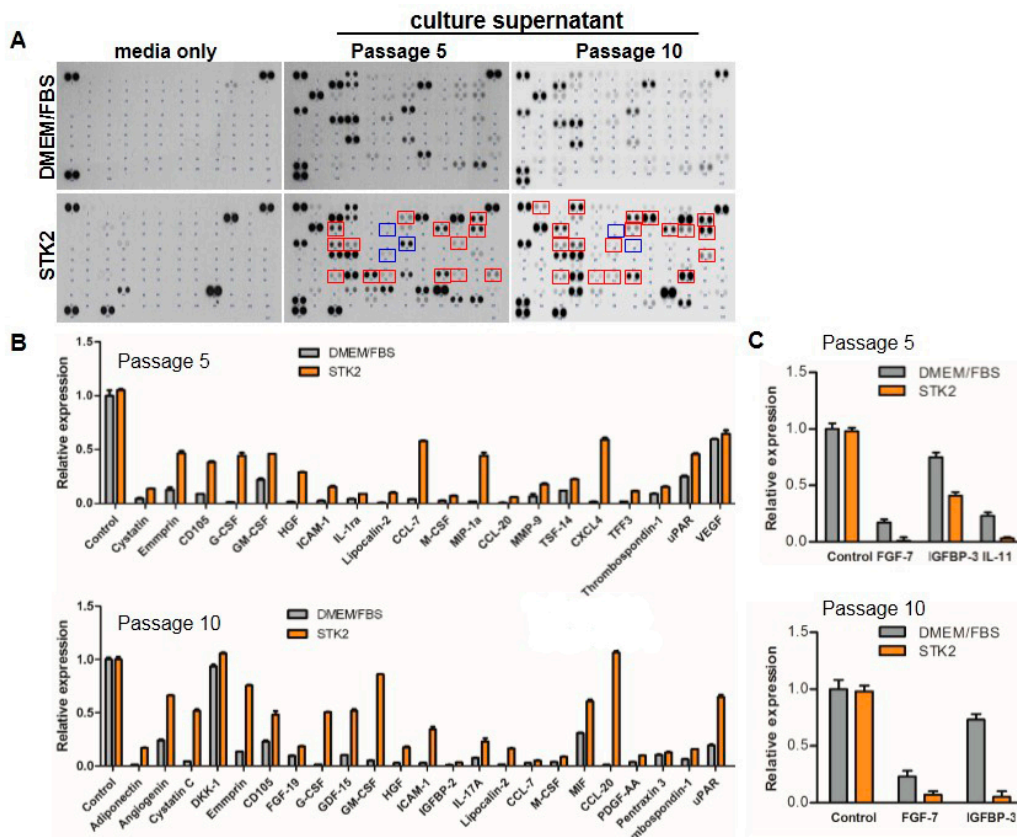 culture supernatant
A
media only
Passage 5
Passage 10
DMEM/FBS
STK2
B
Passage 5
DMEM/FBS
STK2
Relative expression
1.5
1.0
0.5
0.0
Control
Cystatin
Emmprin
CD105
G-CSF
GM-CSF
HGF
ICAM-1
IL-1ra
Lipocalin-2
CCL-7
M-CSF
MIP-1a
CCL-20
MMP-9
TSF-14
CXCL4
TFF3
Thrombospondin-1
uPAR
VEGF
Passage 10
DMEM/FBS
STK2
Relative expression
1.5
1.0
0.5
0.0
Control
Adiponectin
Angiogenin
Cystatin C
DKK-1
Emmprin
CD105
FGF-19
G-CSF
GDF-15
GM-CSF
HGF
ICAM-1
IGFBP-2
IL-17A
Lipocalin-2
CCL-7
M-CSF
MIF
CCL-20
PDGF-AA
Pentraxin 3
ombospondin-1
uPAR
C
Passage 5
DMEM/FBS
STK2
Relative expression
1.5
1.0
0.5
0.0
Control FGF-7 IGFBP-3 IL-11
Passage 10
DMEM/FBS
STK2
Relative expression
1.5
1.0
0.5
0.0
Control FGF-7 IGFBP-3